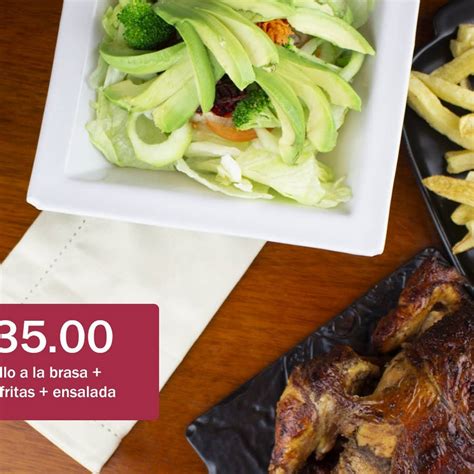 35.00
llo a la brasa +
fritas + ensalada